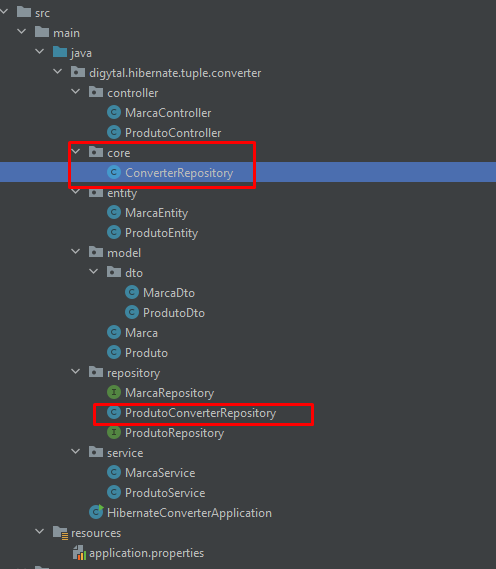 src
main
java
digytal.hibernate.tuple.converter
controller
C MarcaController
C ProdutoController
core
C ConverterRepository
entity
C MarcaEntity
C ProdutoEntity
model
dto
C MarcaDto
C ProdutoDto
C Marca
C Produto
repository
I MarcaRepository
C ProdutoConverterRepository
I ProdutoRepository
service
C MarcaService
C ProdutoService
C HibernateConverterApplication
resources
application.properties